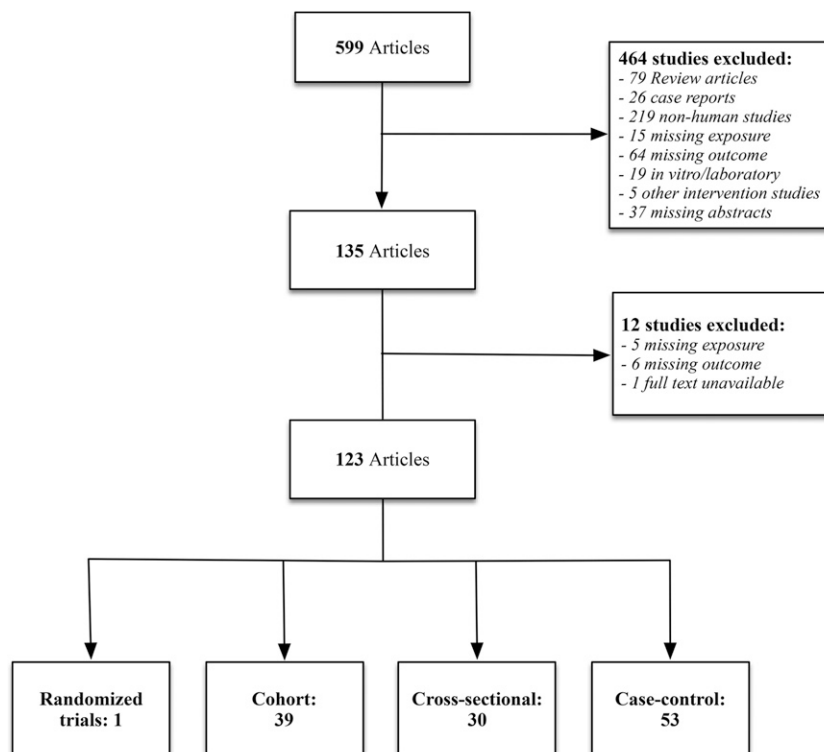 599 Articles
464 studies excluded:
- 79 Review articles
- 26 case reports
- 219 non-human studies
- 15 missing exposure
- 64 missing outcome
- 19 in vitro/laboratory
- 5 other intervention studies
- 37 missing abstracts
135 Articles
12 studies excluded:
- 5 missing exposure
- 6 missing outcome
- 1 full text unavailable
123 Articles
Randomized
trials: 1
Cohort:
39
Cross-sectional:
30
Case-control:
53